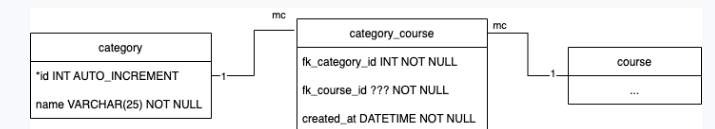 mc
category
*id INT AUTO_INCREMENT
name VARCHAR(25) NOT NULL
1
category_course
fk_category_id INT NOT NULL
fk_course_id ??? NOT NULL
created_at DATETIME NOT NULL
mc
1
course
...